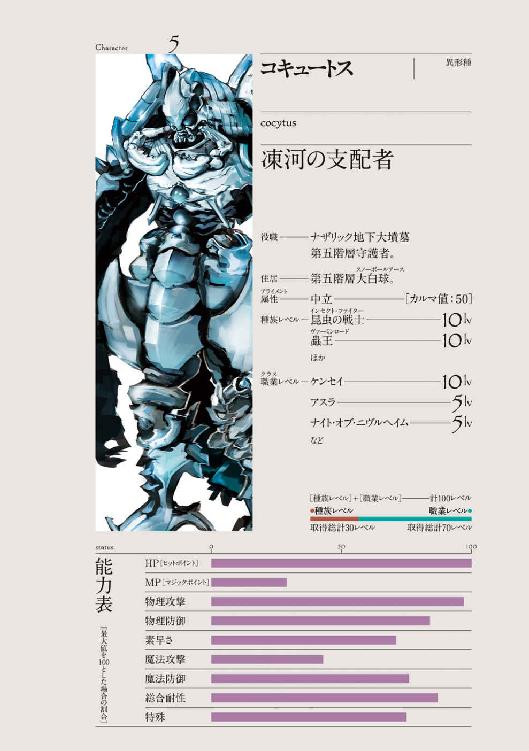 Character 5
コキュートス
異形種
cocytus
凍河の支配者
役職 ナザリック地下大墳墓
第五階層守護者。
スノーボールアース
住居 第五階層大白球。
アライメント
属性 中立 [カルマ値:50]
インセクト・ファイター
種族レベル 昆虫の戦士 10lv
ヴァーミンロード
蟲王 10lv
ほか
クラス
職業レベル ケンセイ 10lv
アスラ 5lv
ナイト・オブ・ニヴルヘイム 5lv
など
[種族レベル]+[職業レベル] 計100レベル
種族レベル 職業レベル
取得総計30レベル 取得総計70レベル
status 0 50 100
能力表
[最大値を100とした場合の割合]
HP[ヒットポイント]
MP[マジックポイント]
物理攻撃
物理防御
素早さ
魔法攻撃
魔法防御
総合耐性
特殊